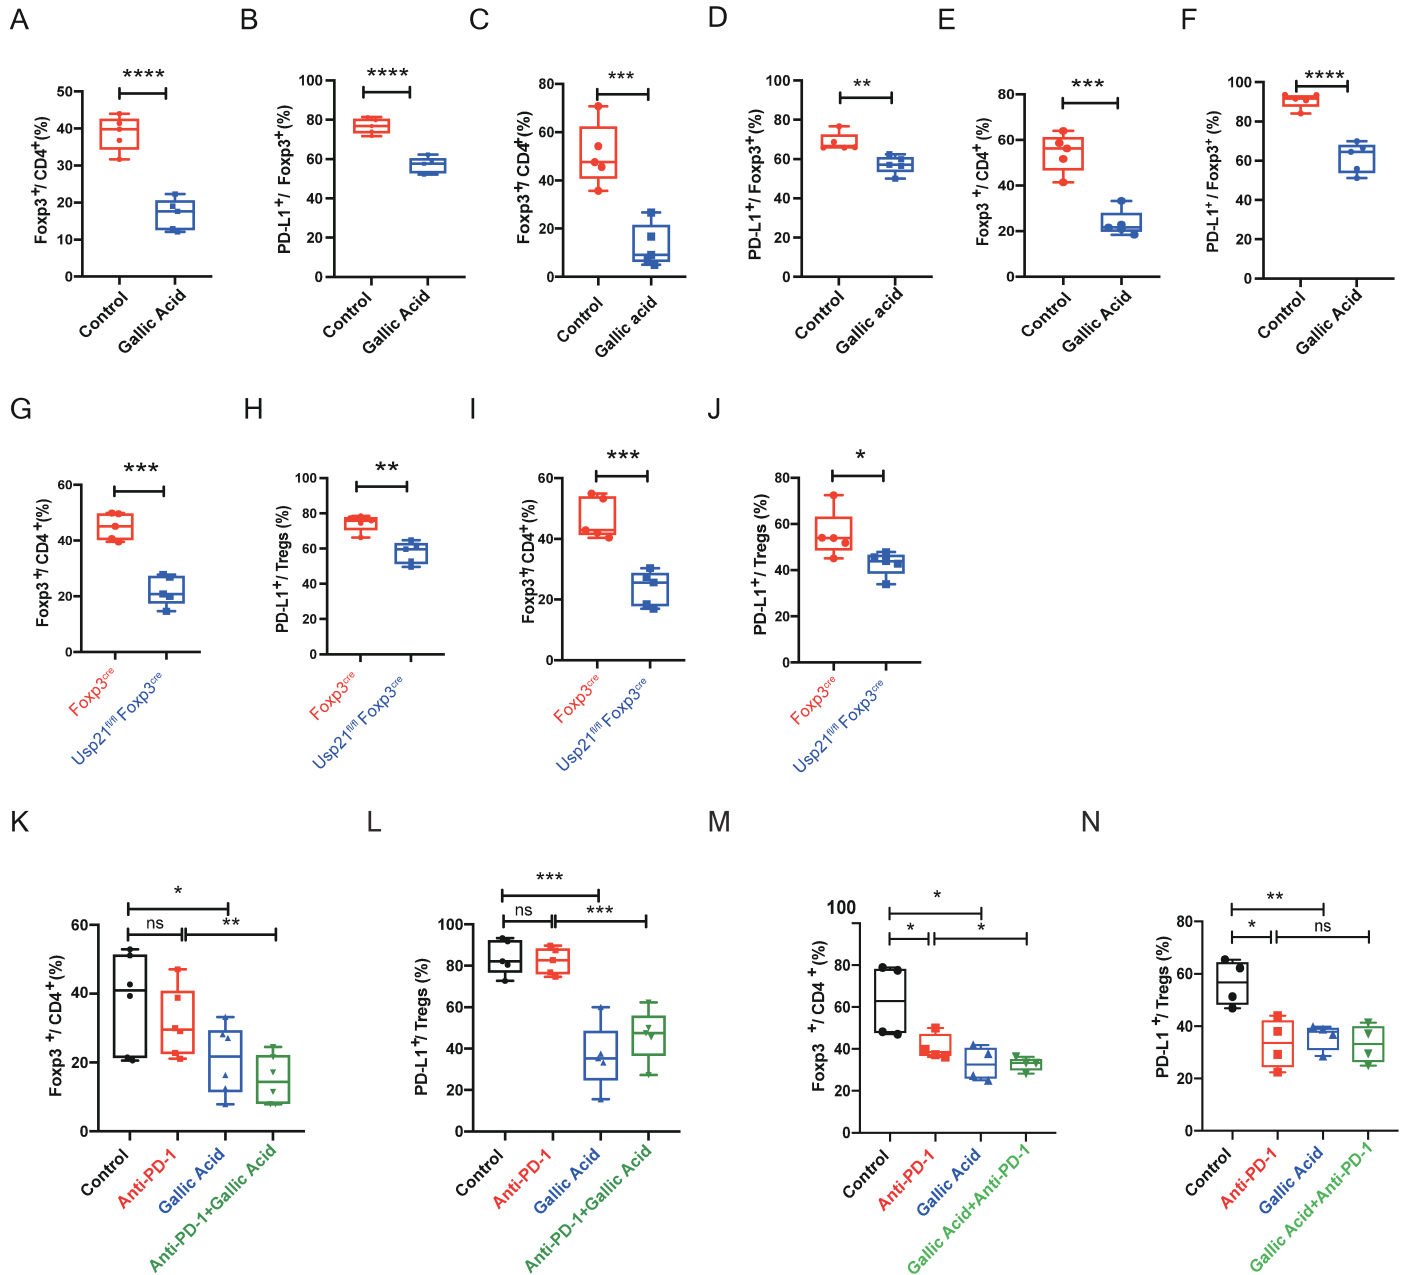 A
B
C
D
E
F
****
****
***
**
***
****
Foxp3⁺/ CD4⁺(%)
50
40
30
20
10
0
Control
Gallic Acid
PD-L1⁺/ Foxp3⁺(%)
100
80
60
40
20
0
Control
Gallic Acid
Foxp3⁺/ CD4⁺(%)
80
60
40
20
0
Control
Gallic acid
PD-L1⁺/ Foxp3⁺(%)
100
80
60
40
20
0
Control
Gallic acid
Foxp3⁺/ CD4⁺ (%)
80
60
40
20
0
Control
Gallic Acid
PD-L1⁺ / Foxp3⁺ (%)
100
80
60
40
20
0
Control
Gallic Acid
G
H
I
J
***
**
***
*
Foxp3⁺/ CD4⁺(%)
60
40
20
0
Foxp3cre
Usp21fl/fl Foxp3cre
PD-L1⁺/ Tregs (%)
100
80
60
40
20
0
Foxp3cre
Usp21fl/fl Foxp3cre
Foxp3⁺/ CD4⁺(%)
60
40
20
0
Foxp3cre
Usp21fl/fl Foxp3cre
PD-L1⁺/ Tregs (%)
80
60
40
20
0
Foxp3cre
Usp21fl/fl Foxp3cre
K
L
M
N
*
ns
**
Foxp3⁺/ CD4⁺(%)
60
40
20
0
Control
Anti-PD-1
Gallic Acid
Anti-PD-1+Gallic Acid
***
ns
***
PD-L1⁺/ Tregs (%)
100
80
60
40
20
0
Control
Anti-PD-1
Gallic Acid
Anti-PD-1+Gallic Acid
*
*
*
Foxp3 ⁺/ CD4 ⁺ (%)
100
80
60
40
20
0
Control
Anti-PD-1
Gallic Acid
Gallic Acid+Anti-PD-1
**
*
ns
PD-L1 ⁺/ Tregs (%)
80
60
40
20
0
Control
Anti-PD-1
Gallic Acid
Gallic Acid+Anti-PD-1